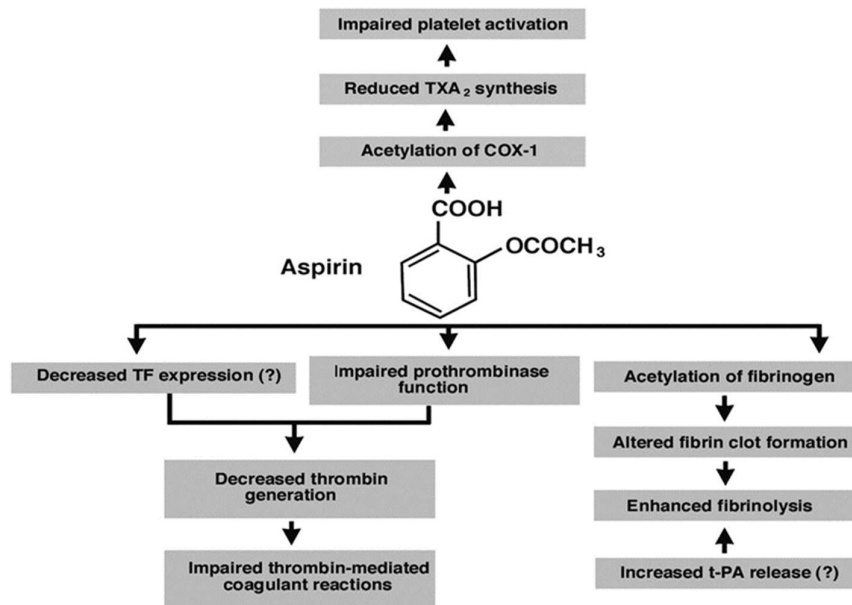 Impaired platelet activation
Reduced TXA₂ synthesis
Acetylation of COX-1
COOH
OCOCH₃
Aspirin
Decreased TF expression (?)
Impaired prothrombinase
function
Acetylation of fibrinogen
Altered fibrin clot formation
Decreased thrombin
generation
Enhanced fibrinolysis
Impaired thrombin-mediated
coagulant reactions
Increased t-PA release (?)